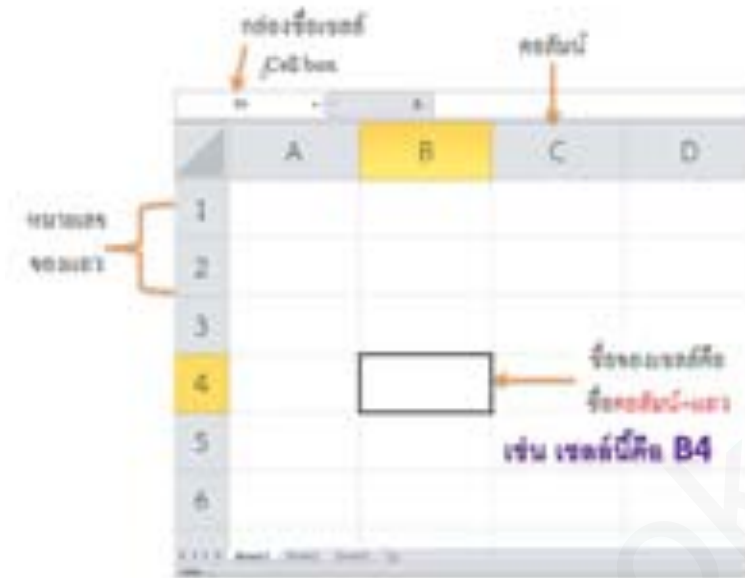 กล่องชื่อเซลล์
Cell box
คอลัมน์
A B C D
หมายเลข
ของแถว
1
2
3
4
5
6
ชื่อของเซลล์คือ
ชื่อคอลัมน์-แถว
เช่น เซลล์นี้คือ B4